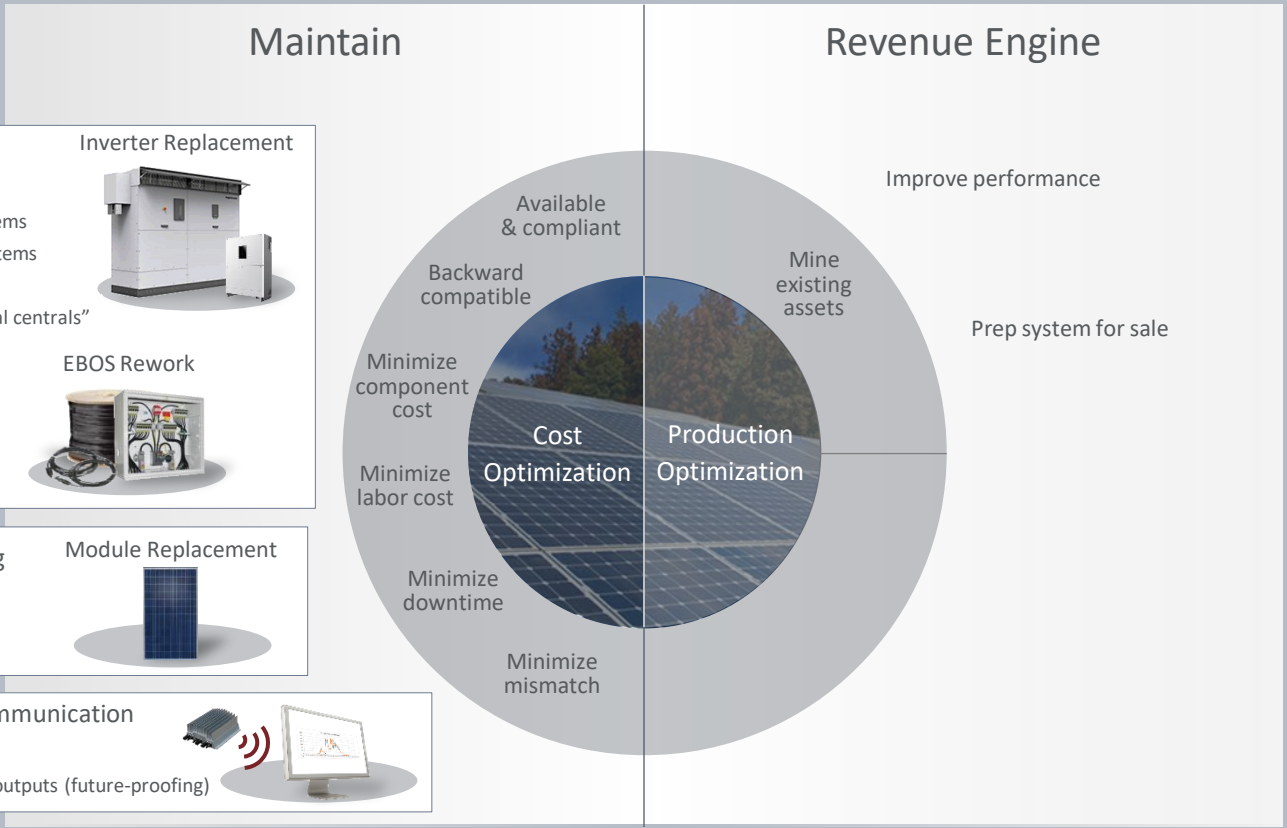 Maintain
Revenue Engine
Inverter Replacement
ems
tems
al centrals”
EBOS Rework
g
Module Replacement
mmunication
outputs (future-proofing)
Available
& compliant
Backward
compatible
Minimize
component
cost
Minimize
labor cost
Minimize
downtime
Minimize
mismatch
Cost
Optimization
Production
Optimization
Mine
existing
assets
Improve performance
Prep system for sale